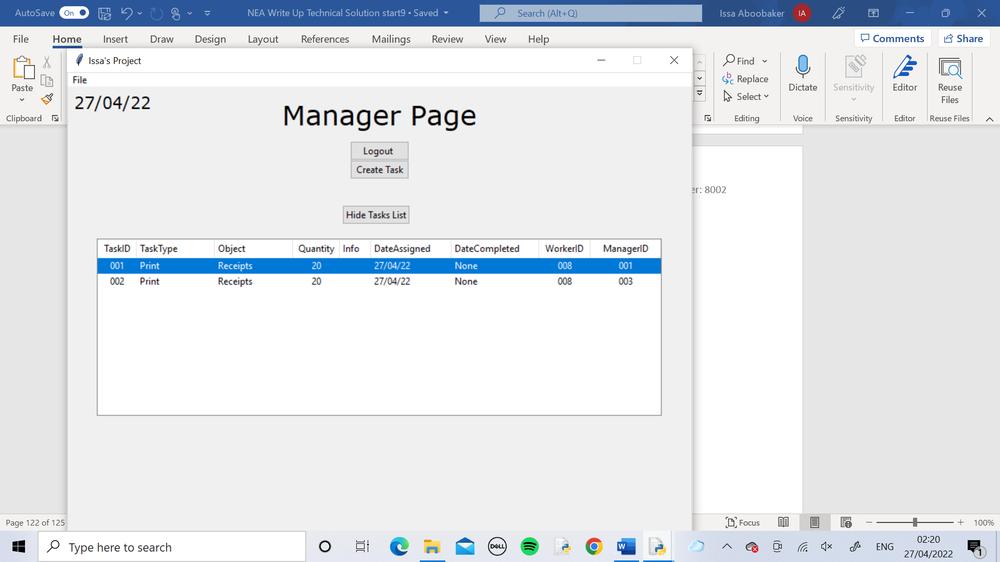 AutoSave On NEA Write Up Technical Solution start9 • Saved Search (Alt+Q) Issa Aboobaker IA
File Home Insert Draw Design Layout References Mailings Review View Help Comments Share
Paste
Clipboard
Find
Replace
Select
Editing
Dictate
Voice
Sensitivity
Sensitivity
Editor
Editor
Reuse
Files
Reuse Files
Issa's Project
File
27/04/22
Manager Page
Logout
Create Task
Hide Tasks List
TaskID TaskType Object Quantity Info DateAssigned DateCompleted WorkerID ManagerID
001 Print Receipts 20 27/04/22 None 008 001
002 Print Receipts 20 27/04/22 None 008 003
er: 8002
Page 122 of 125 Focus 100%
Type here to search
DELL
W
ENG
02:20
27/04/2022
1